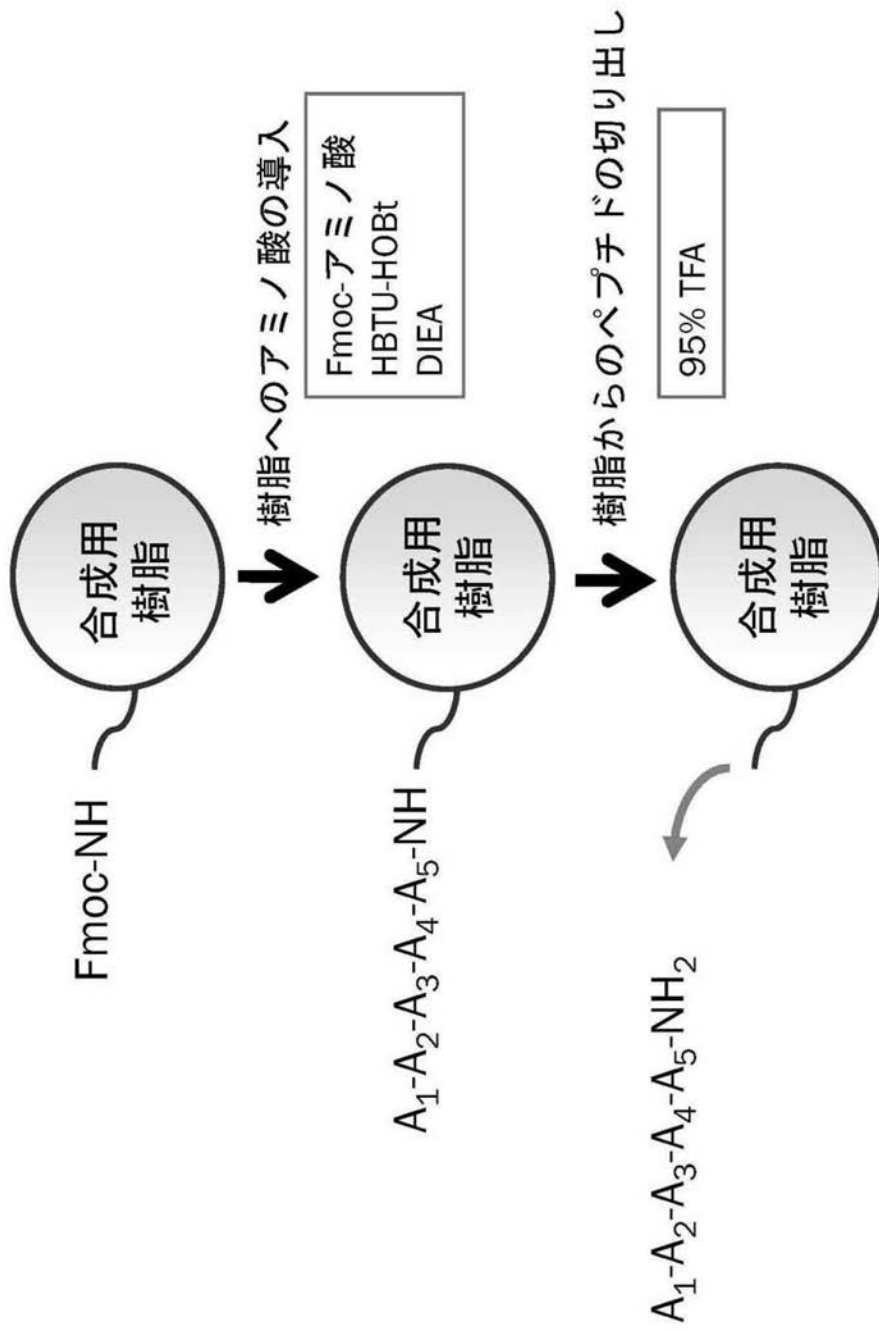 Fmoc-NH
合成用
樹脂
樹脂へのアミノ酸の導入
Fmoc-アミノ酸
HBTU-HOBt
DIEA
A₁-A₂-A₃-A₄-A₅-NH
合成用
樹脂
樹脂からのペプチドの切り出し
95% TFA
A₁-A₂-A₃-A₄-A₅-NH₂
合成用
樹脂